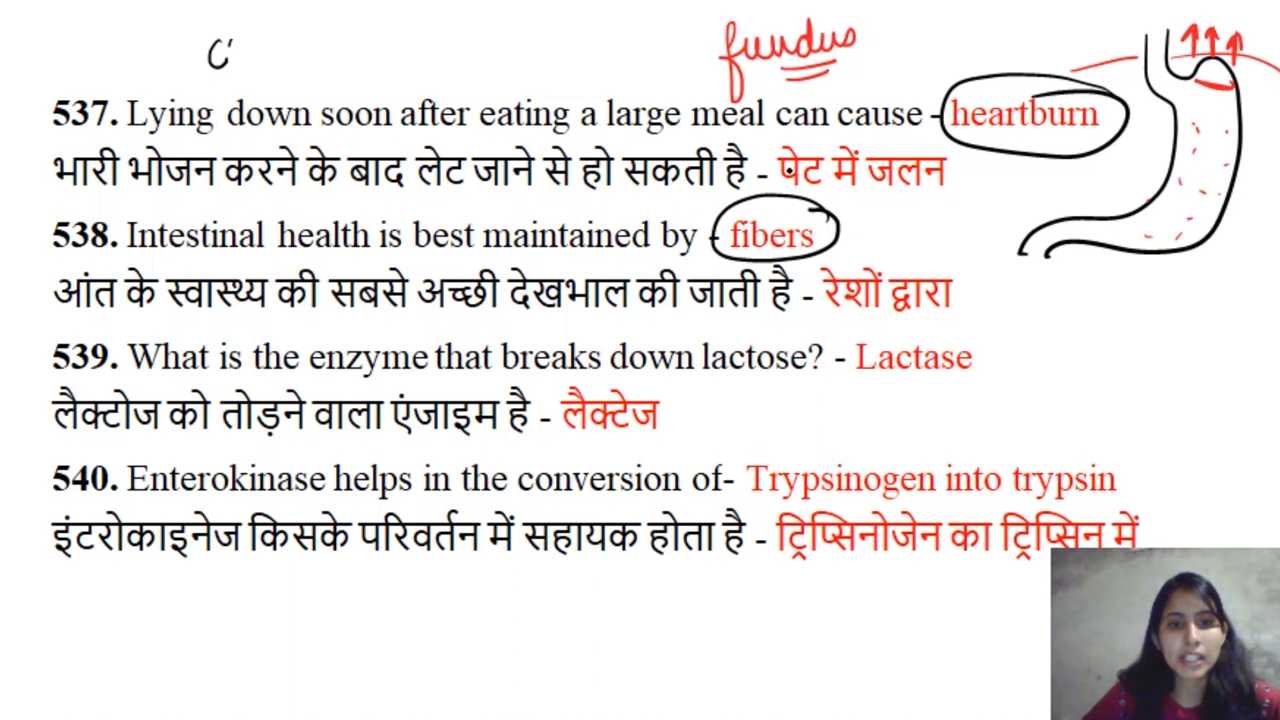 fundus
537. Lying down soon after eating a large meal can cause - heartburn
भारी भोजन करने के बाद लेट जाने से हो सकती है - पेट में जलन
538. Intestinal health is best maintained by - fibers
आंत के स्वास्थ्य की सबसे अच्छी देखभाल की जाती है - रेशों द्वारा
539. What is the enzyme that breaks down lactose? - Lactase
लैक्टोज को तोड़ने वाला एंजाइम है - लैक्टेज
540. Enterokinase helps in the conversion of- Trypsinogen into trypsin
इंटरोकाइनेज किसके परिवर्तन में सहायक होता है - ट्रिप्सिनोजेन का ट्रिप्सिन में